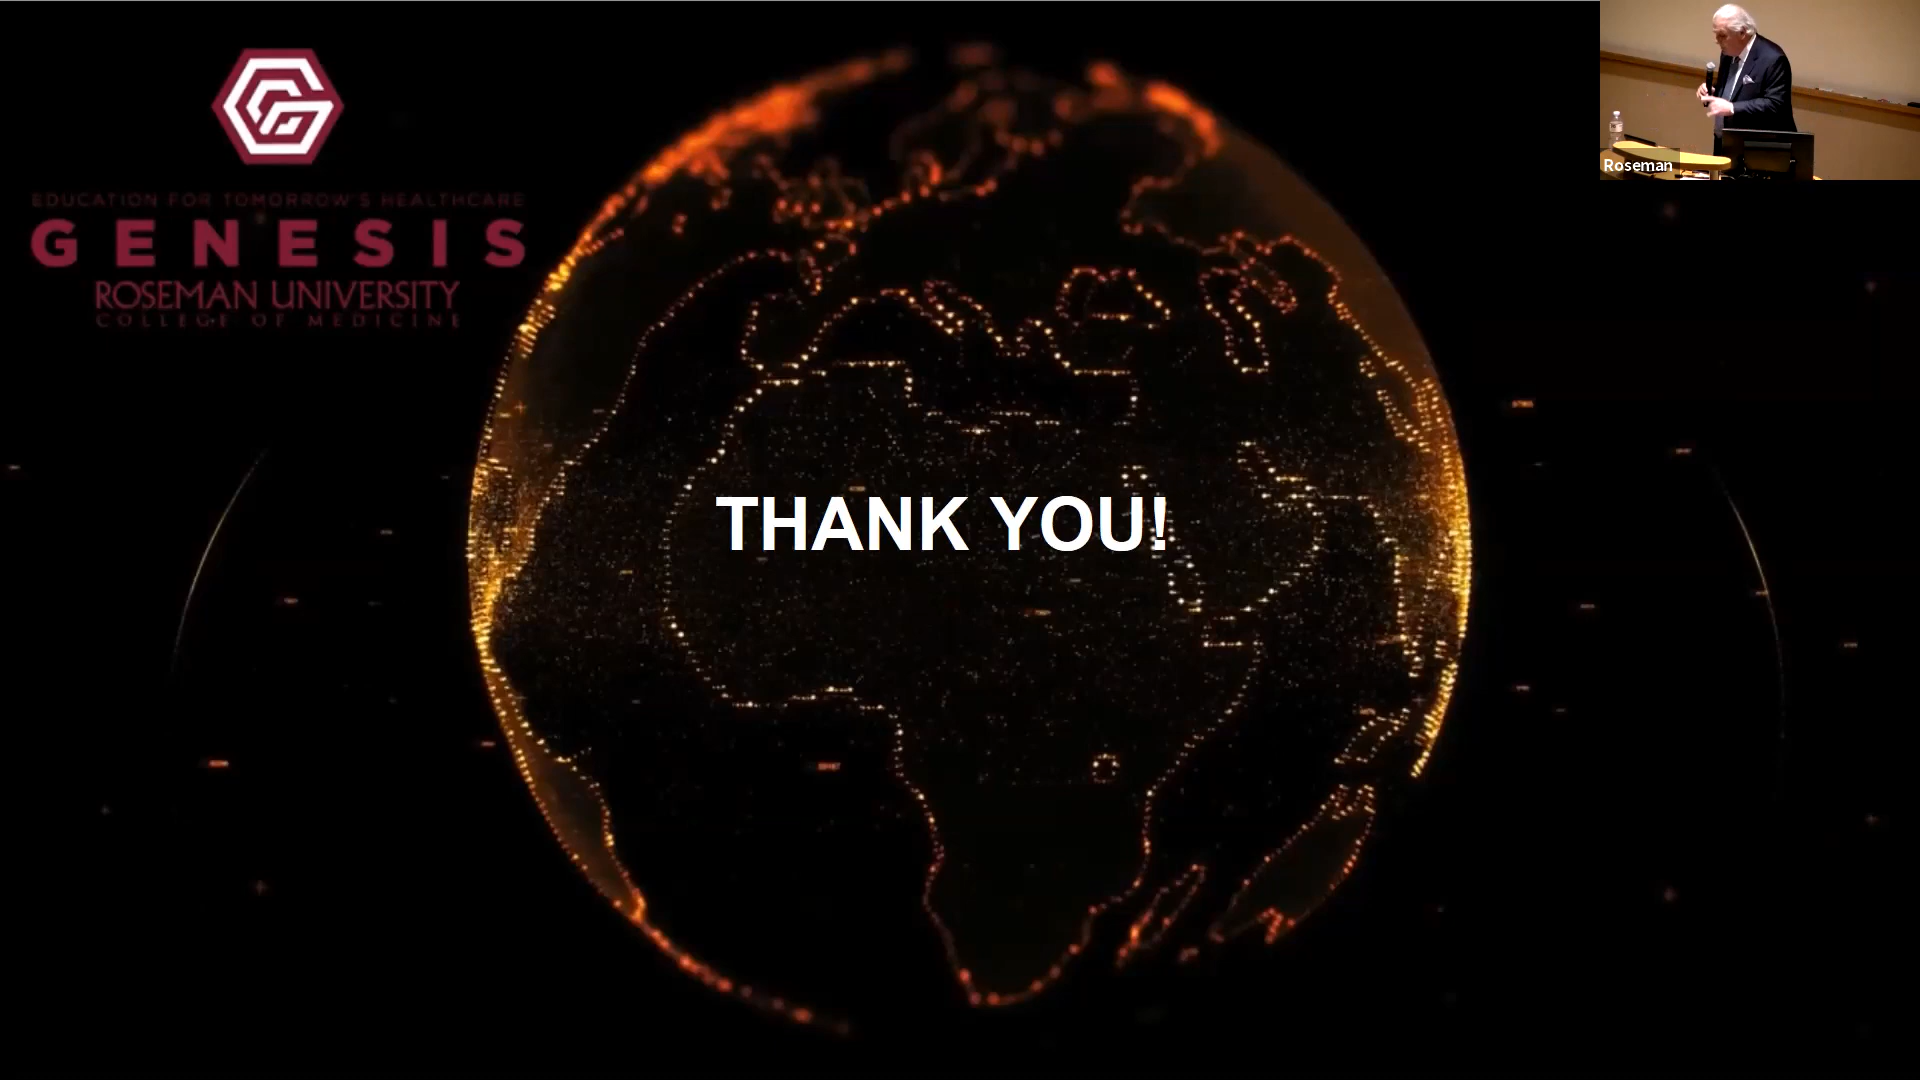 EDUCATION FOR TOMORROW'S HEALTHCARE
GENESIS
ROSEMAN UNIVERSITY
COLLEGE OF MEDICINE
THANK YOU!
Roseman